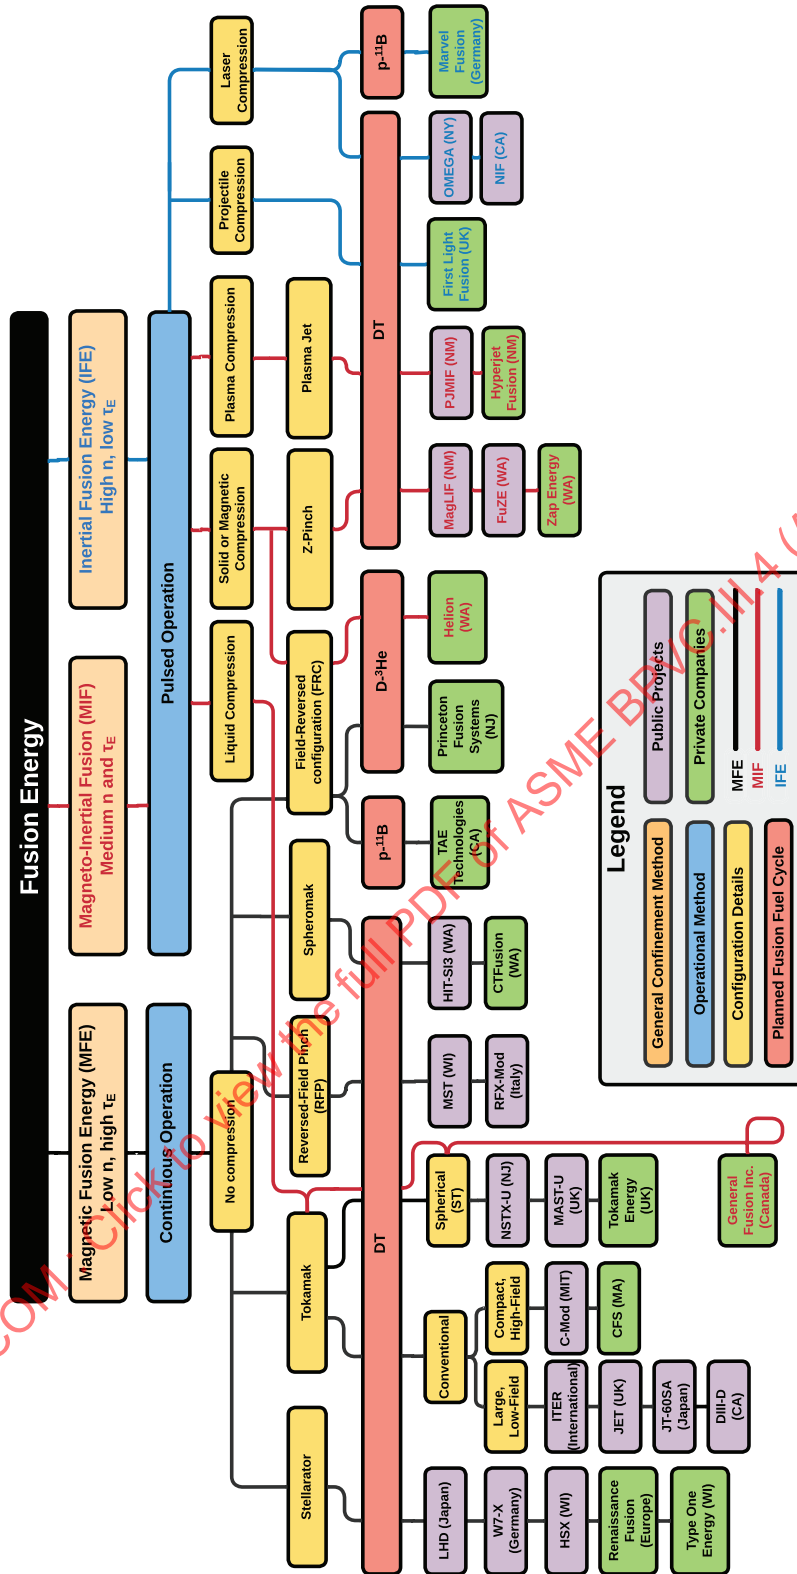 Fusion Energy
Magnetic Fusion Energy (MFE)
Low n, high τE
Magneto-Inertial Fusion (MIF)
Medium n and τE
Inertial Fusion Energy (IFE)
High n, low τE
Continuous Operation
Pulsed Operation
No compression
Liquid Compression
Solid or Magnetic
Compression
Plasma Compression
Projectile
Compression
Laser
Compression
Stellarator
Tokamak
Reversed-Field Pinch
(RFP)
Spheromak
Field-Reversed
configuration (FRC)
Z-Pinch
Plasma Jet
DT
p-¹¹B
D-³He
DT
p-¹¹B
LHD (Japan)
W7-X
(Germany)
HSX (WI)
Renaissance
Fusion
(Europe)
Type One
Energy (WI)
Conventional
Large,
Low-Field
ITER
(International)
JET (UK)
JT-60SA
(Japan)
DIII-D
(CA)
Compact,
High-Field
C-Mod (MIT)
CFS (MA)
Spherical
(ST)
NSTX-U (NJ)
MAST-U
(UK)
Tokamak
Energy
(UK)
General
Fusion Inc.
(Canada)
MST (WI)
RFX-Mod
(Italy)
HIT-SI3 (WA)
CTFusion
(WA)
TAE
Technologies
(CA)
Princeton
Fusion
Systems
(NJ)
Helion
(WA)
MagLIF (NM)
FuZE (WA)
Zap Energy
(WA)
PJMIF (NM)
Hyperjet
Fusion (NM)
First Light
Fusion (UK)
OMEGA (NY)
NIF (CA)
Marvel
Fusion
(Germany)
Legend
General Confinement Method
Operational Method
Configuration Details
Planned Fusion Fuel Cycle
Public Projects
Private Companies
MFE
MIF
IFE
COM : Click to view the full PDF of ASME BPVC.III.4 (